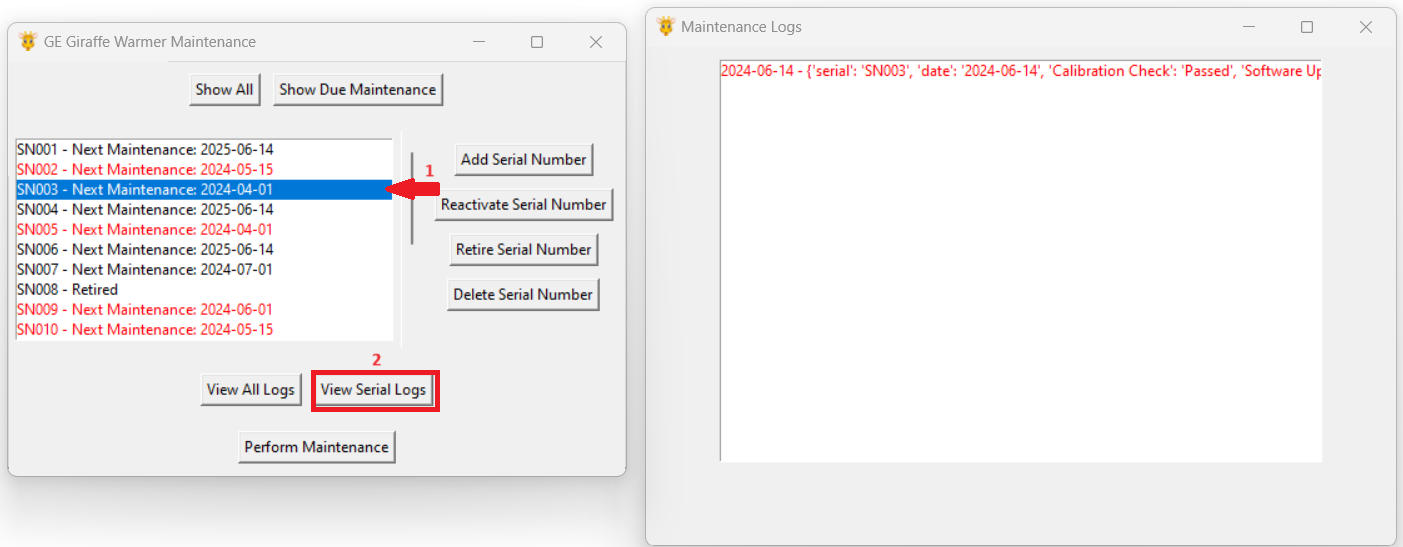 GE Giraffe Warmer Maintenance
Show All
Show Due Maintenance
SN001 - Next Maintenance: 2025-06-14
SN002 - Next Maintenance: 2024-05-15
SN003 - Next Maintenance: 2024-04-01
SN004 - Next Maintenance: 2025-06-14
SN005 - Next Maintenance: 2024-04-01
SN006 - Next Maintenance: 2025-06-14
SN007 - Next Maintenance: 2024-07-01
SN008 - Retired
SN009 - Next Maintenance: 2024-06-01
SN010 - Next Maintenance: 2024-05-15
1
Add Serial Number
Reactivate Serial Number
Retire Serial Number
Delete Serial Number
2
View All Logs
View Serial Logs
Perform Maintenance
Maintenance Logs
2024-06-14 - {'serial': 'SN003', 'date': '2024-06-14', 'Calibration Check': 'Passed', 'Software Up